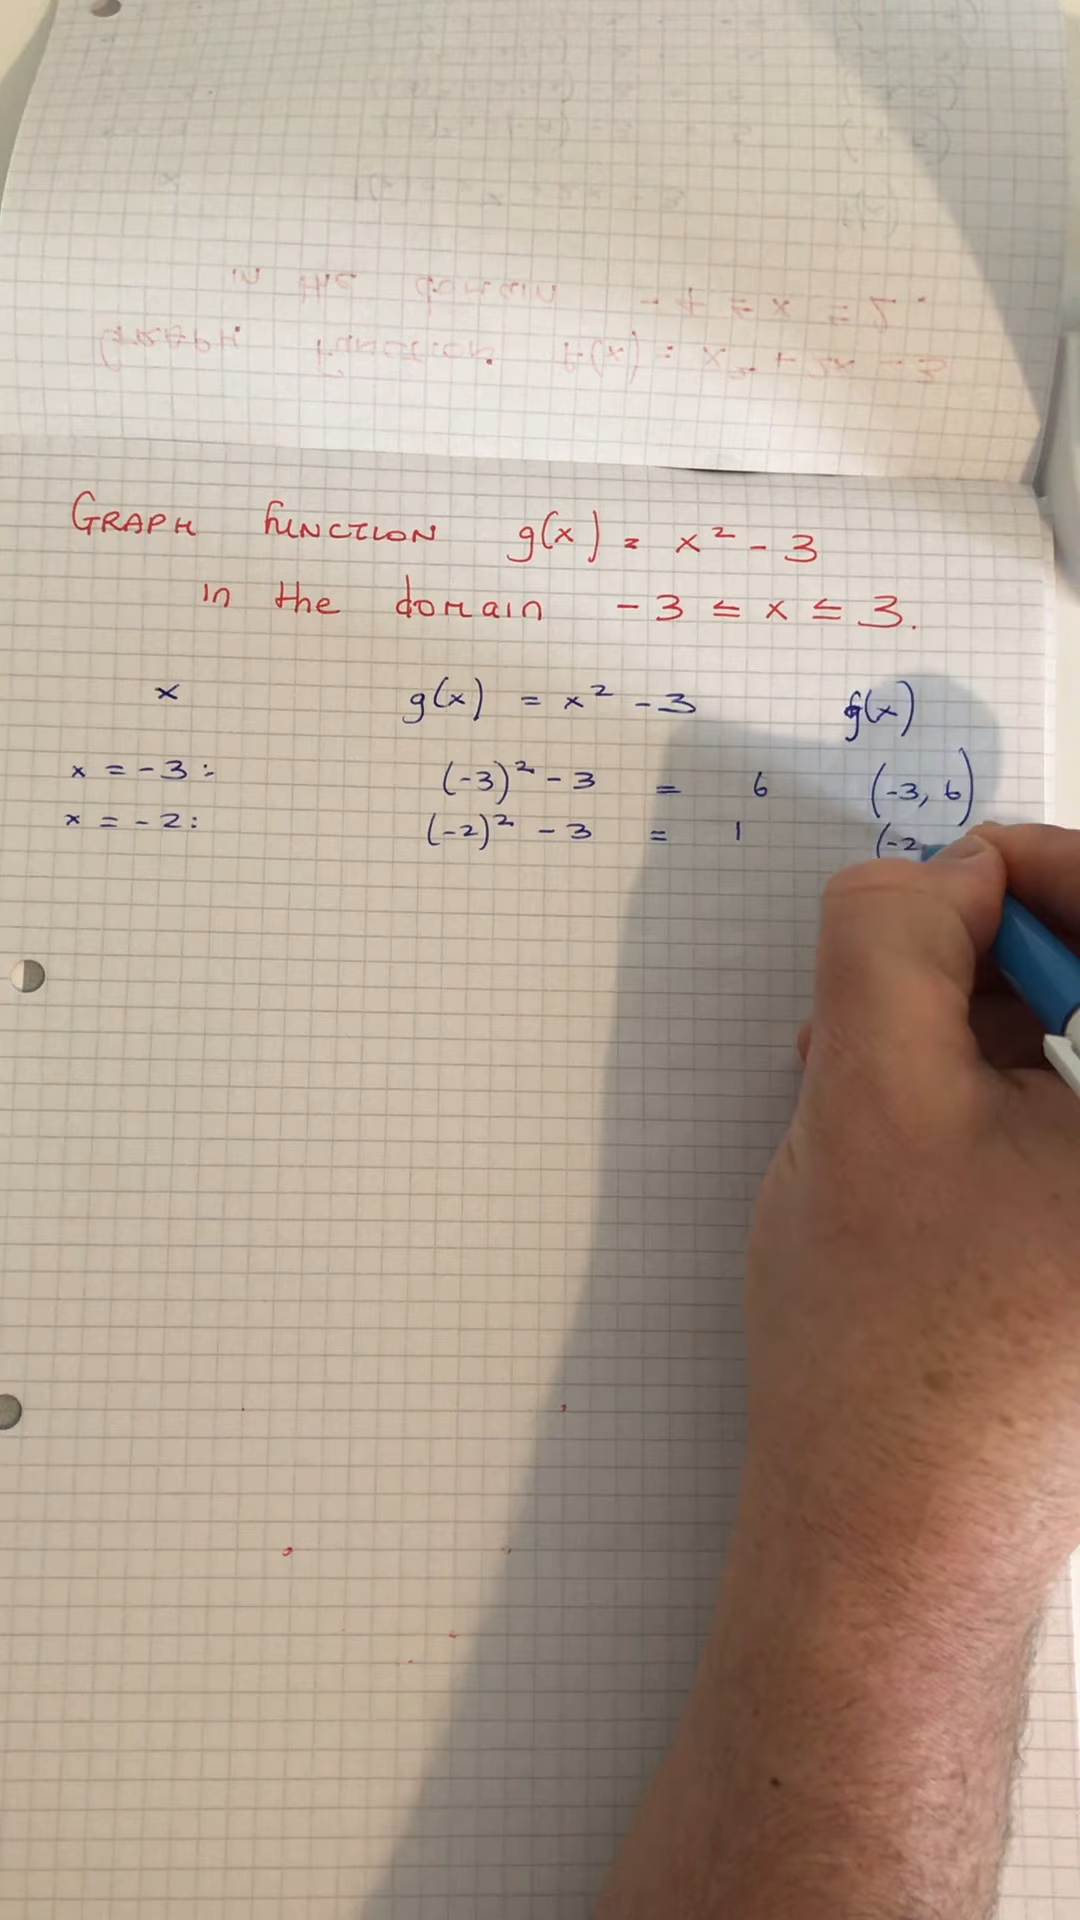 GRAPH FUNCTION g(x) = x² - 3
in the domain - 3 ≤ x ≤ 3.
x g(x) = x² - 3 g(x)
x = -3: (-3)² - 3 = 6 (-3, 6)
x = -2: (-2)² - 3 = 1 (-2